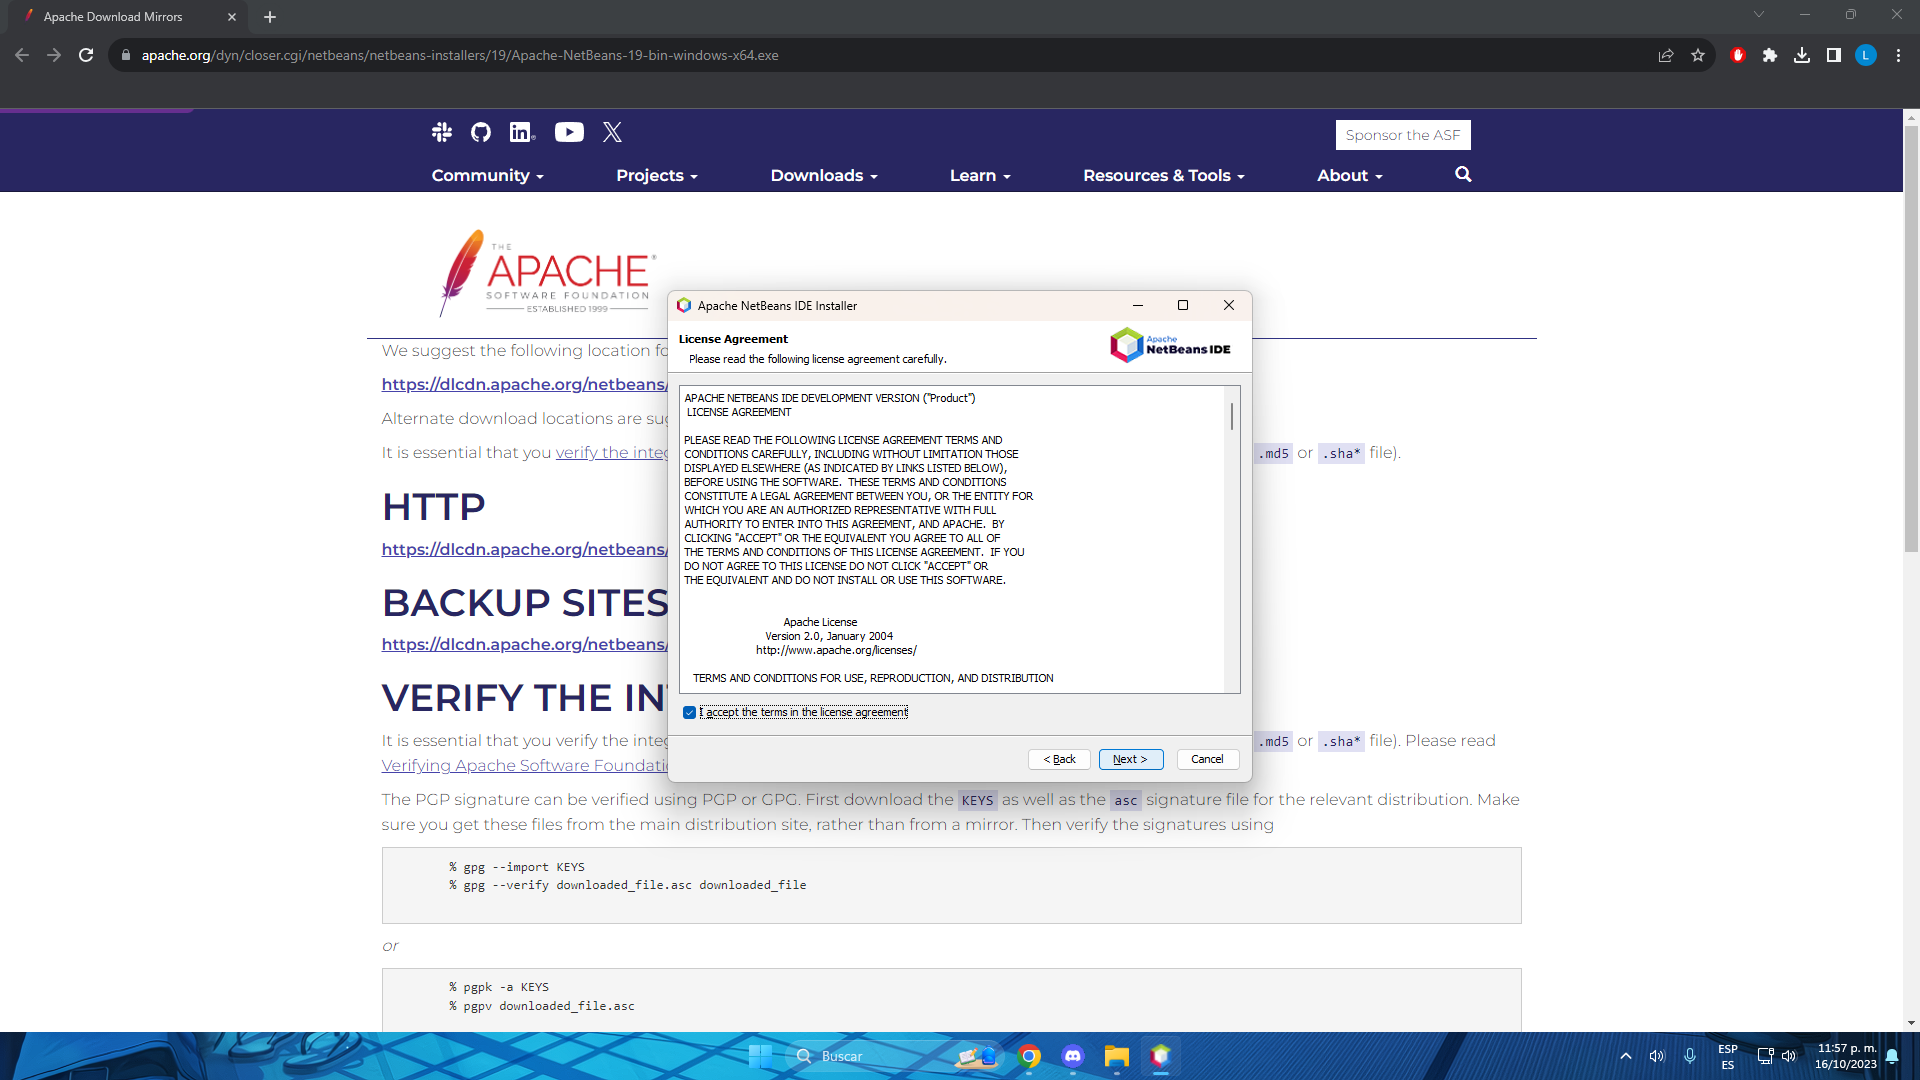 Apache Download Mirrors
apache.org/dyn/closer.cgi/netbeans/netbeans-installers/19/Apache-NetBeans-19-bin-windows-x64.exe
L
in
Sponsor the ASF
Community
Projects
Downloads
Learn
Resources & Tools
About
THE
APACHE®
SOFTWARE FOUNDATION
ESTABLISHED 1999
We suggest the following location
https://dlcdn.apache.org/netbeans/
Alternate download locations are
It is essential that you verify the
.md5 or .sha* file).
HTTP
https://dlcdn.apache.org/netbeans/
BACKUP SITES
https://dlcdn.apache.org/netbeans/
VERIFY THE
It is essential that you verify the
.md5 or .sha* file). Please read
Verifying Apache Software
The PGP signature can be verified using PGP or GPG. First download the KEYS as well as the asc signature file for the relevant distribution. Make
sure you get these files from the main distribution site, rather than from a mirror. Then verify the signatures using
% gpg --import KEYS
% gpg --verify downloaded_file.asc downloaded_file
or
% pgpk -a KEYS
% pgpv downloaded_file.asc
Apache NetBeans IDE Installer
License Agreement
Please read the following license agreement carefully.
Apache
NetBeans IDE
APACHE NETBEANS IDE DEVELOPMENT VERSION ("Product")
LICENSE AGREEMENT
PLEASE READ THE FOLLOWING LICENSE AGREEMENT TERMS AND
CONDITIONS CAREFULLY, INCLUDING WITHOUT LIMITATION THOSE
DISPLAYED ELSEWHERE (AS INDICATED BY LINKS LISTED BELOW),
BEFORE USING THE SOFTWARE. THESE TERMS AND CONDITIONS
CONSTITUTE A LEGAL AGREEMENT BETWEEN YOU, OR THE ENTITY FOR
WHICH YOU ARE AN AUTHORIZED REPRESENTATIVE WITH FULL
AUTHORITY TO ENTER INTO THIS AGREEMENT, AND APACHE. BY
CLICKING "ACCEPT" OR THE EQUIVALENT YOU AGREE TO ALL OF
THE TERMS AND CONDITIONS OF THIS LICENSE AGREEMENT. IF YOU
DO NOT AGREE TO THIS LICENSE DO NOT CLICK "ACCEPT" OR
THE EQUIVALENT AND DO NOT INSTALL OR USE THIS SOFTWARE.
Apache License
Version 2.0, January 2004
http://www.apache.org/licenses/
TERMS AND CONDITIONS FOR USE, REPRODUCTION, AND DISTRIBUTION
I accept the terms in the license agreement
< Back
Next >
Cancel
Buscar
ESP
ES
11:57 p. m.
16/10/2023